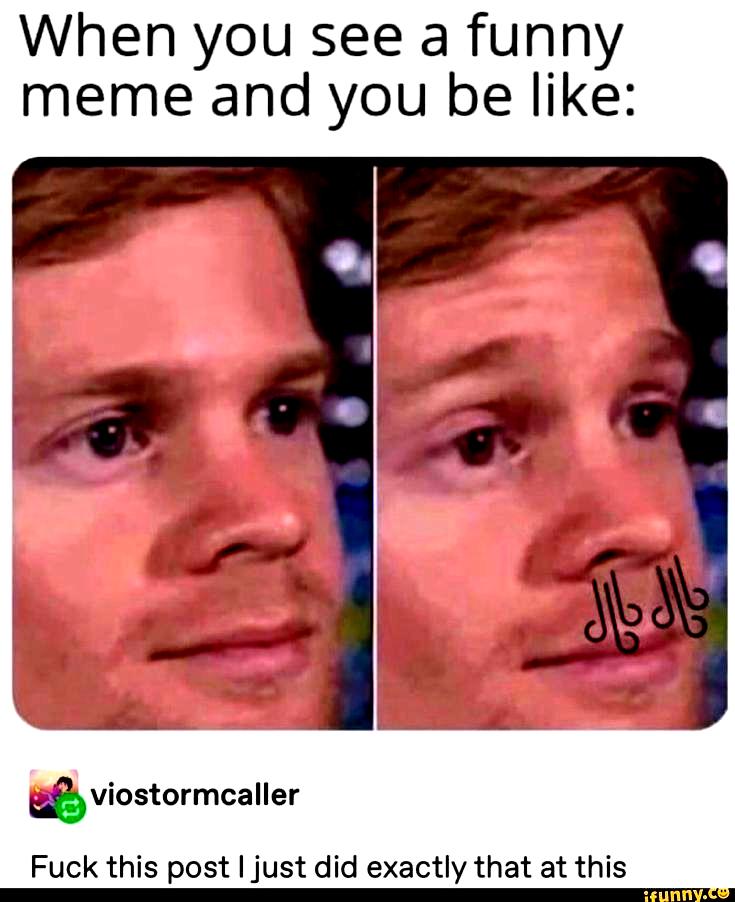 When you see a funny
meme and you be like:
viostormcaller
Fuck this post I just did exactly that at this
ifunny.co